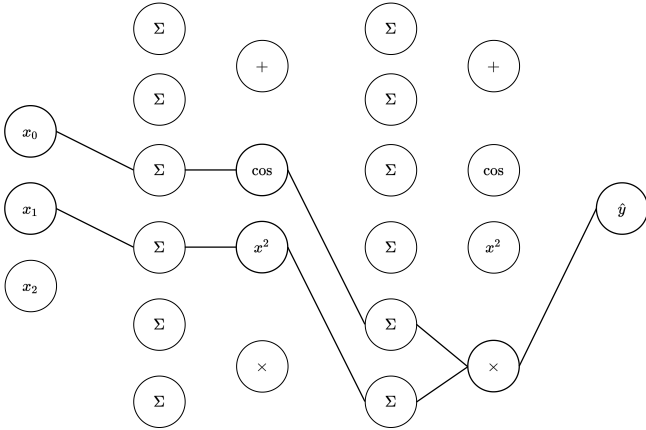 Σ Σ
+ +
Σ Σ
x₀
Σ cos Σ cos
x₁ ŷ
Σ x² Σ x²
x₂
Σ Σ
× ×
Σ Σ